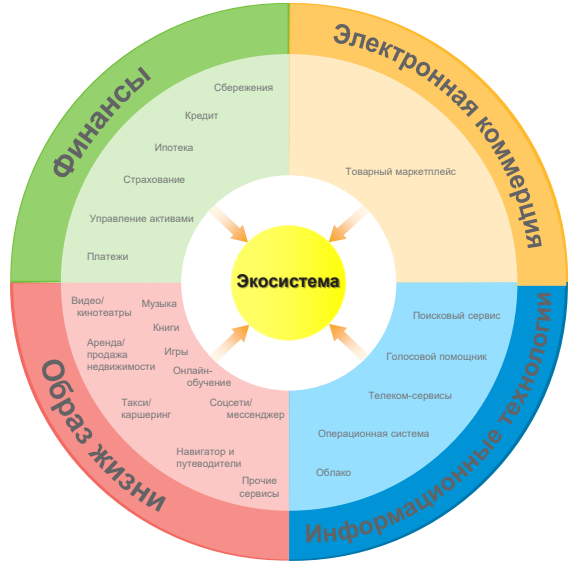 Финансы
Сбережения
Кредит
Ипотека
Страхование
Управление активами
Платежи
Электронная коммерция
Товарный маркетплейс
Экосистема
Образ жизни
Видео/
кинотеатры
Музыка
Книги
Аренда/
продажа
недвижимости
Игры
Онлайн-
обучение
Такси/
каршеринг
Соцсети/
мессенджер
Навигатор и
путеводители
Прочие
сервисы
Информационные технологии
Поисковый сервис
Голосовой помощник
Телеком-сервисы
Операционная система
Облако